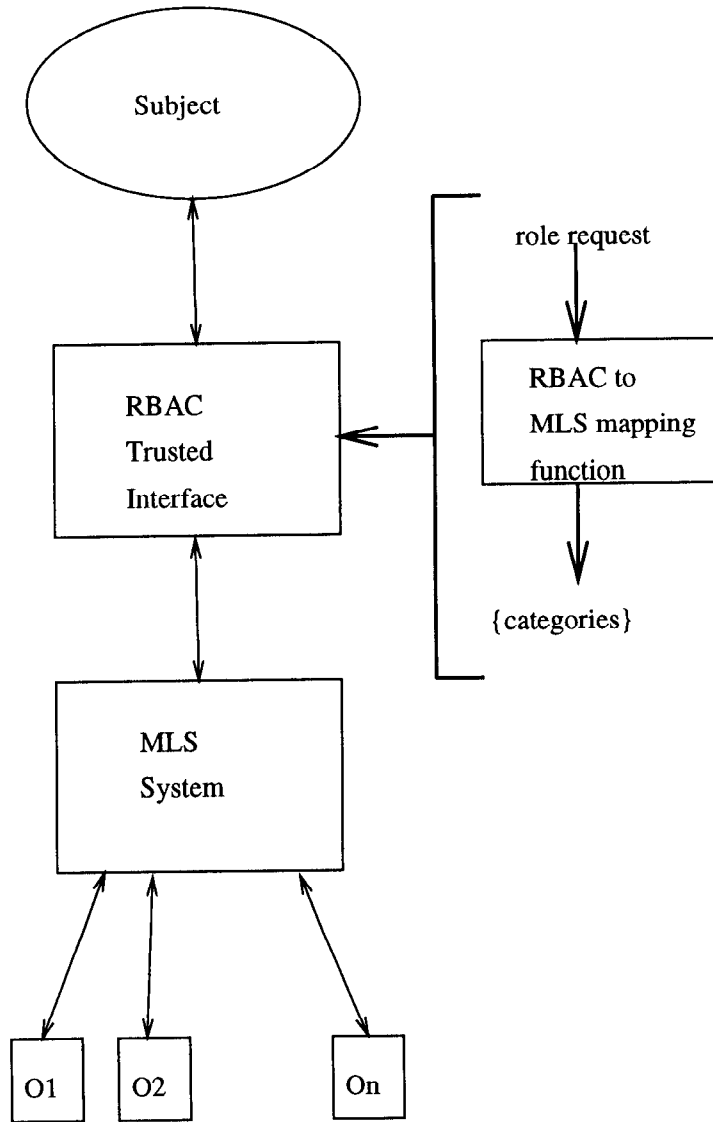 Subject
role request
RBAC
Trusted
Interface
RBAC to
MLS mapping
function
{categories}
MLS
System
O1
O2
On